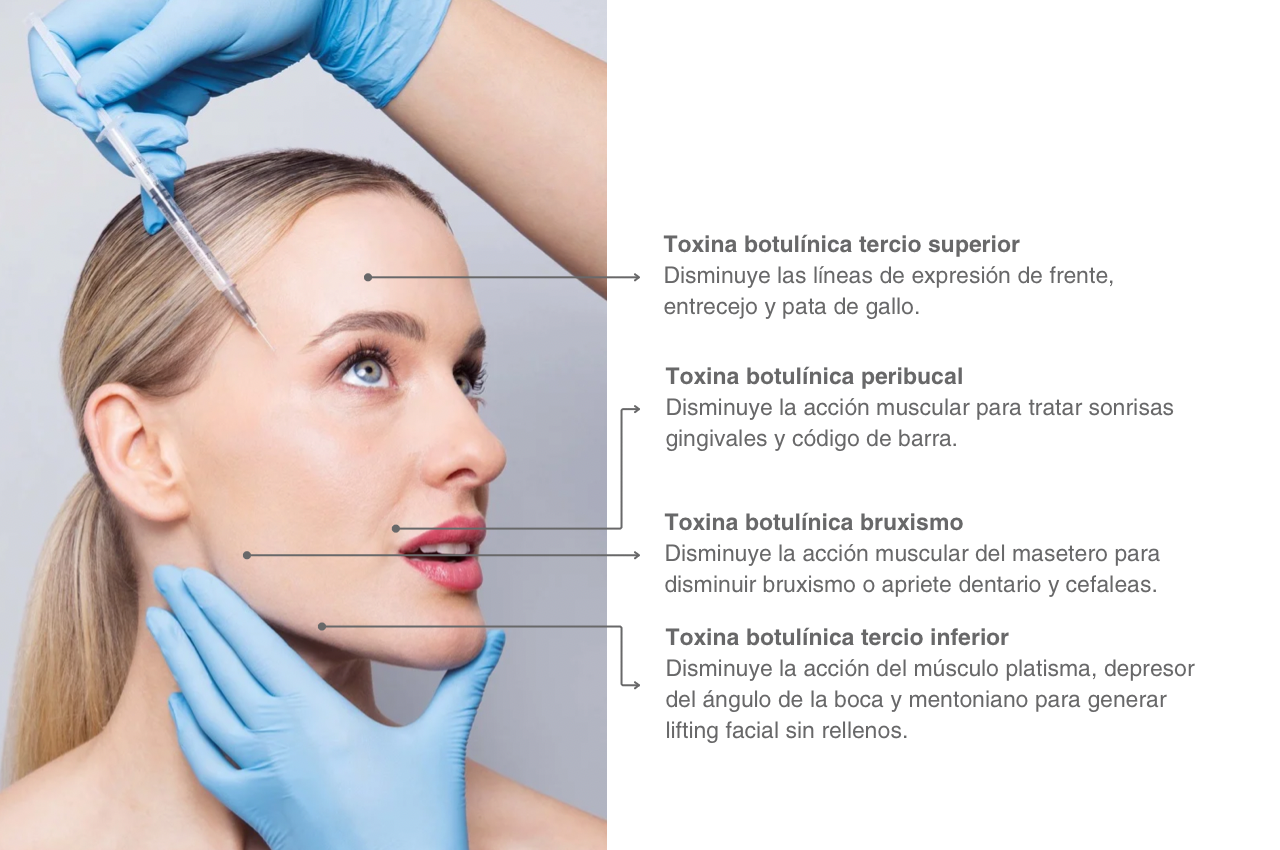 Toxina botulínica tercio superior
Disminuye las líneas de expresión de frente,
entrecejo y pata de gallo.
Toxina botulínica peribucal
Disminuye la acción muscular para tratar sonrisas
gingivales y código de barra.
Toxina botulínica bruxismo
Disminuye la acción muscular del masetero para
disminuir bruxismo o apriete dentario y cefaleas.
Toxina botulínica tercio inferior
Disminuye la acción del músculo platisma, depresor
del ángulo de la boca y mentoniano para generar
lifting facial sin rellenos.